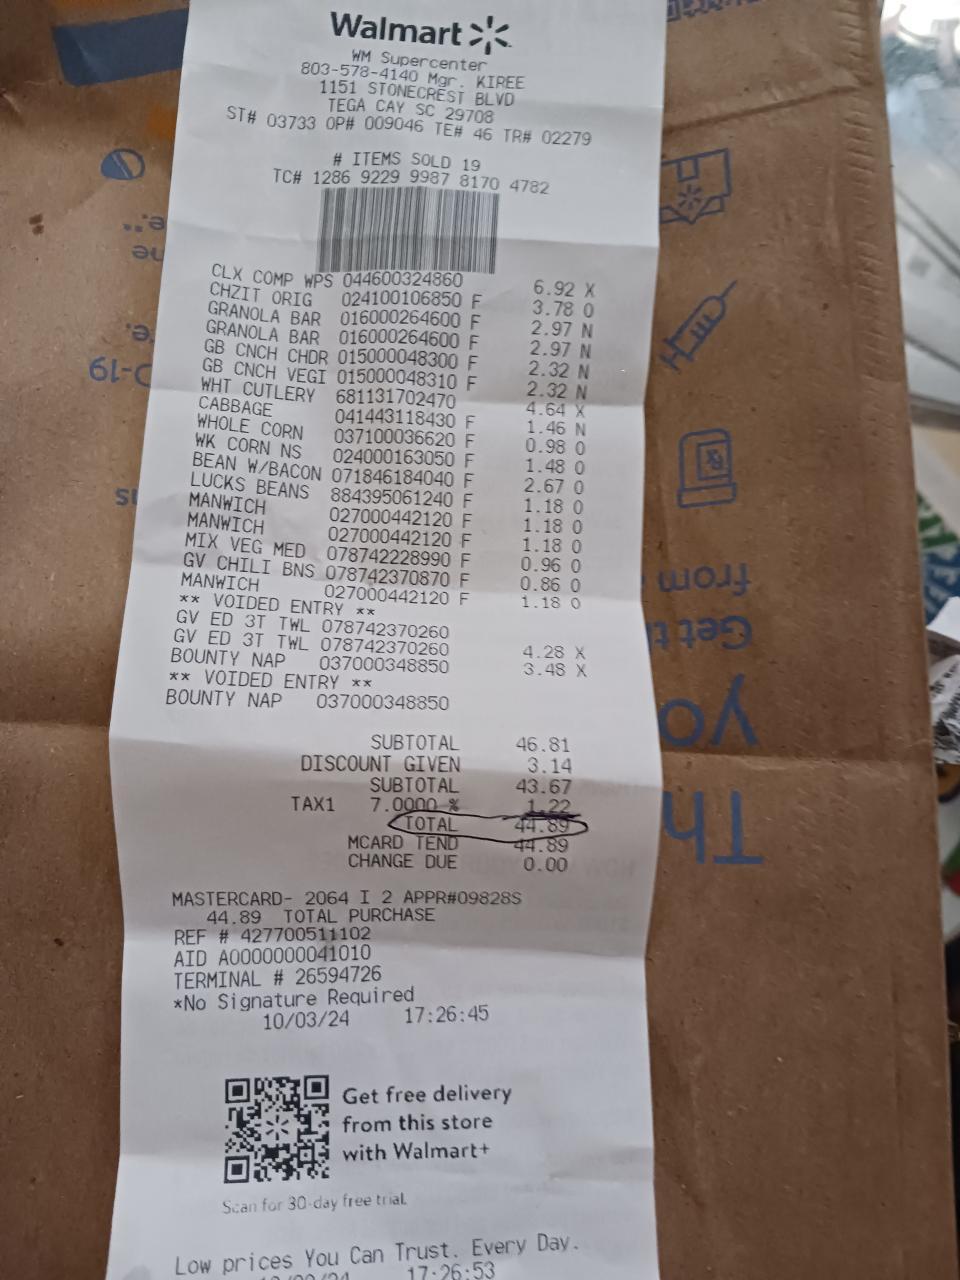 Walmart
WM Supercenter
803-578-4140 Mgr. KIREE
1151 STONECREST BLVD
TEGA CAY SC 29708
ST# 03733 OP# 009046 TE# 46 TR# 02279
# ITEMS SOLD 19
TC# 1286 9229 9987 8170 4782
CLX COMP WPS 044600324860 6.92 X
CHZIT ORIG 024100106850 F 3.78 O
GRANOLA BAR 016000264600 F 2.97 N
GRANOLA BAR 016000264600 F 2.97 N
GB CNCH CHDR 015000048300 F 2.32 N
GB CNCH VEGI 015000048310 F 2.32 N
WHT CUTLERY 681131702470 4.64 X
CABBAGE 041443118430 F 1.46 N
WHOLE CORN 037100036620 F 0.98 O
WK CORN NS 024000163050 F 1.48 O
BEAN W/BACON 071846184040 F 2.67 O
LUCKS BEANS 884395061240 F 1.18 O
MANWICH 027000442120 F 1.18 O
MANWICH 027000442120 F 1.18 O
MIX VEG MED 078742228990 F 0.96 O
GV CHILI BNS 078742370870 F 0.86 O
MANWICH 027000442120 F 1.18 O
** VOIDED ENTRY **
GV ED 3T TWL 078742370260
GV ED 3T TWL 078742370260 4.28 X
BOUNTY NAP 037000348850 3.48 X
** VOIDED ENTRY **
BOUNTY NAP 037000348850
SUBTOTAL 46.81
DISCOUNT GIVEN 3.14
SUBTOTAL 43.67
TAX1 7.0000 % 1.22
TOTAL 44.89
MCARD TEND 44.89
CHANGE DUE 0.00
MASTERCARD- 2064 I 2 APPR#09828S
44.89 TOTAL PURCHASE
REF # 427700511102
AID A0000000041010
TERMINAL # 26594726
*No Signature Required
10/03/24 17:26:45
Get free delivery
from this store
with Walmart+
Scan for 30-day free trial.
Low prices You Can Trust. Every Day.
17:26:53
Th
yo
Get t
from
D-19